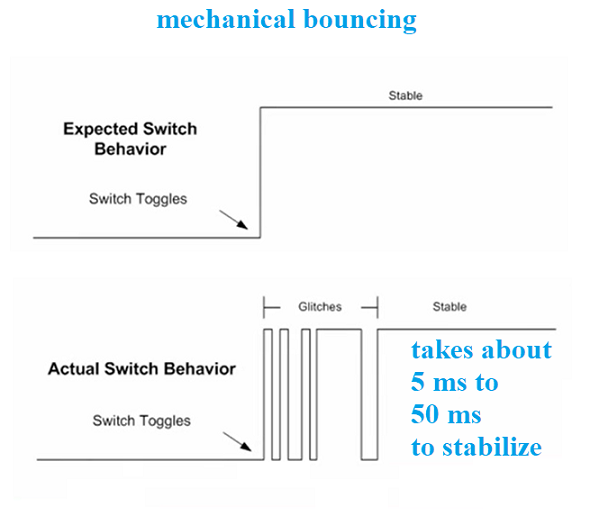 mechanical bouncing
Stable
Expected Switch
Behavior
Switch Toggles
Glitches
Stable
Actual Switch Behavior
Switch Toggles
takes about
5 ms to
50 ms
to stabilize